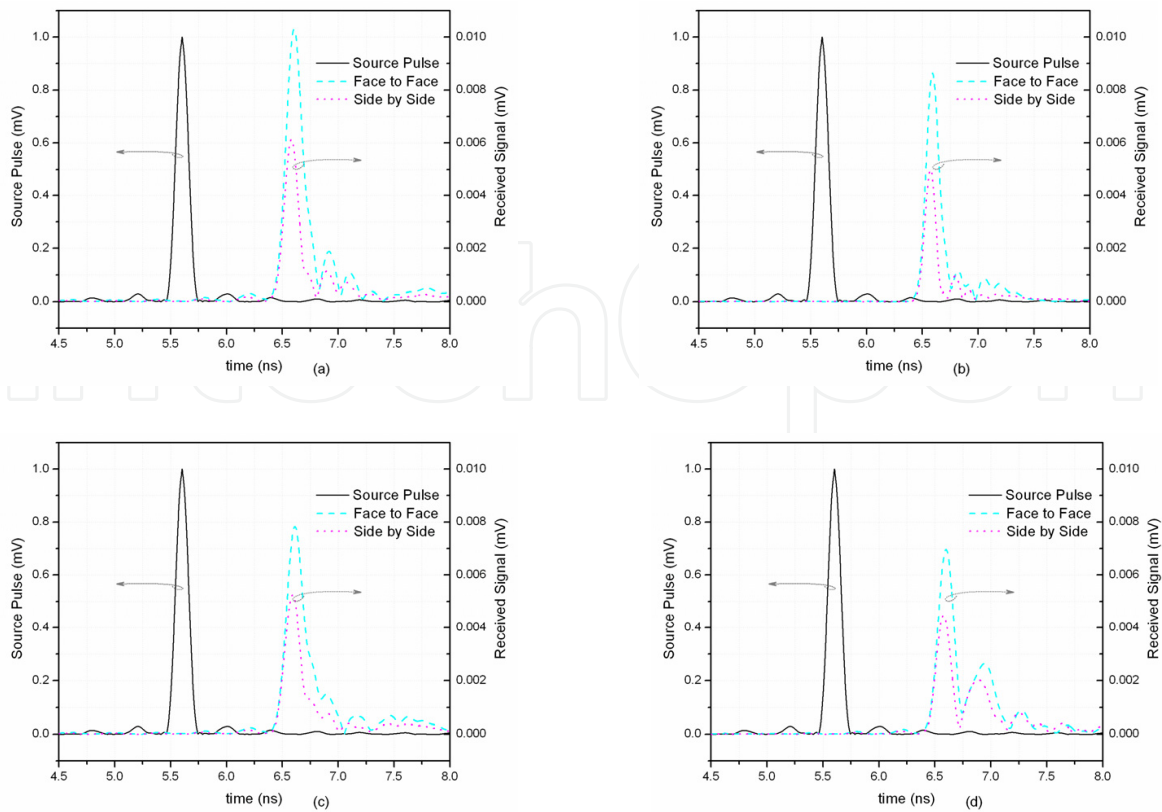 Source Pulse (mV)
1.0
0.8
0.6
0.4
0.2
0.0
Source Pulse
Face to Face
Side by Side
0.010
0.008
0.006
0.004
0.002
0.000
Received Signal (mV)
4.5 5.0 5.5 6.0 6.5 7.0 7.5 8.0
time (ns) (a)
Source Pulse (mV)
1.0
0.8
0.6
0.4
0.2
0.0
Source Pulse
Face to Face
Side by Side
0.010
0.008
0.006
0.004
0.002
0.000
Received Signal (mV)
4.5 5.0 5.5 6.0 6.5 7.0 7.5 8.0
time (ns) (b)
IntechOpen
Source Pulse (mV)
1.0
0.8
0.6
0.4
0.2
0.0
Source Pulse
Face to Face
Side by Side
0.010
0.008
0.006
0.004
0.002
0.000
Received Signal (mV)
4.5 5.0 5.5 6.0 6.5 7.0 7.5 8.0
time (ns) (c)
Source Pulse (mV)
1.0
0.8
0.6
0.4
0.2
0.0
Source Pulse
Face to Face
Side by Side
0.010
0.008
0.006
0.004
0.002
0.000
Received Signal (mV)
4.5 5.0 5.5 6.0 6.5 7.0 7.5 8.0
time (ns) (d)